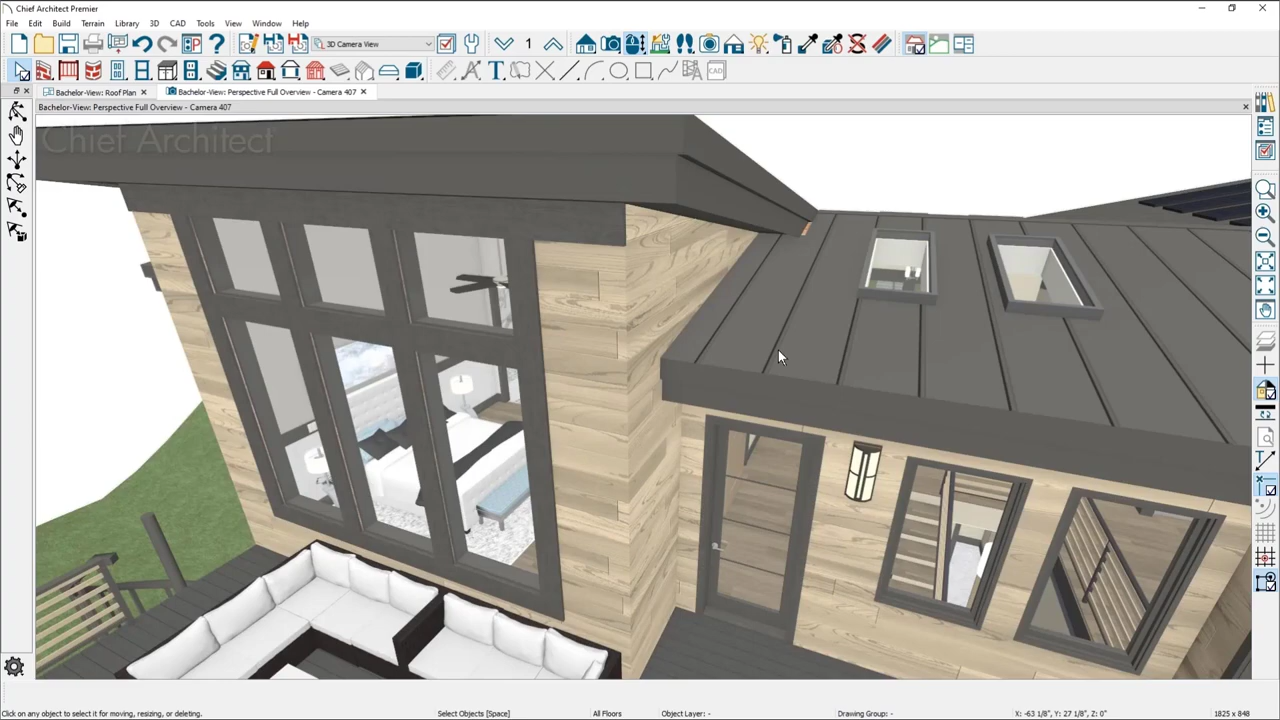 Chief Architect Premier
File Edit Build Terrain Library 3D CAD Tools View Window Help
3D Camera View 1
CAD
Bachelor-View: Roof Plan Bachelor-View: Perspective Full Overview - Camera 407
Bachelor-View: Perspective Full Overview - Camera 407
Chief Architect
Click on any object to select it for moving, resizing, or deleting. Select Objects [Space] All Floors Object Layer: - Drawing Group: - X: -63 1/8", Y: 27 1/8", Z: 0" 1825 x 848